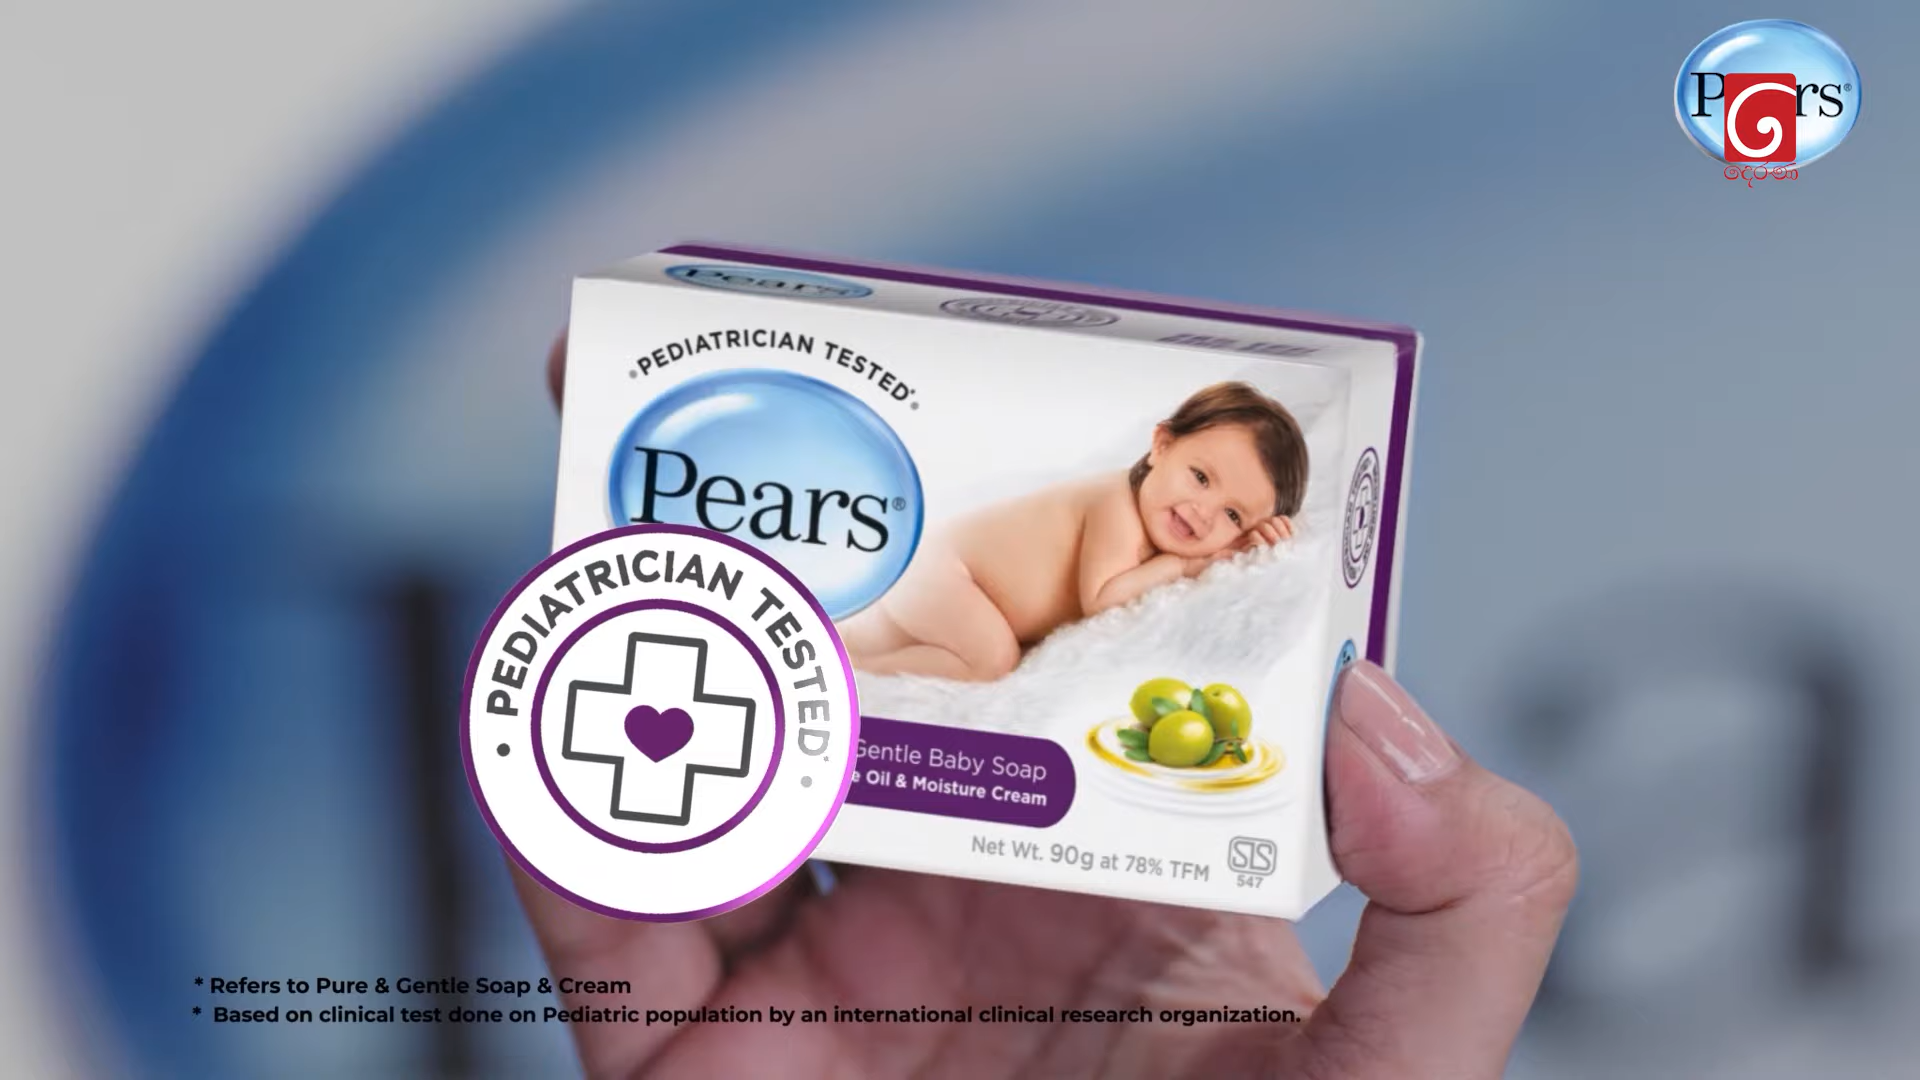 Pears®
දෙරණ
Pears
• PEDIATRICIAN TESTED* •
Pears®
• PEDIATRICIAN TESTED* •
Gentle Baby Soap
Oil & Moisture Cream
Net Wt. 90g at 78% TFM
SLS
547
* Refers to Pure & Gentle Soap & Cream
* Based on clinical test done on Pediatric population by an international clinical research organization.